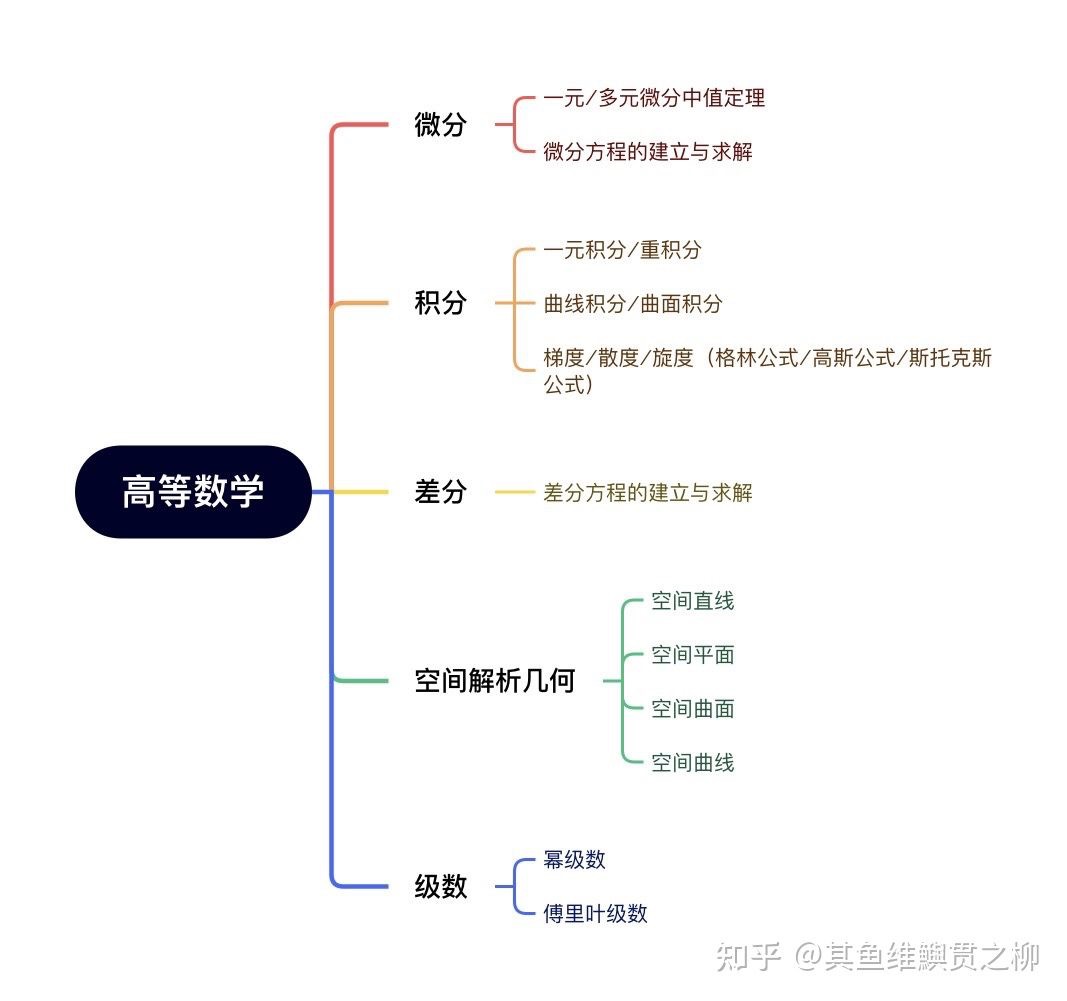 高等数学
微分
一元/多元微分中值定理
微分方程的建立与求解
积分
一元积分/重积分
曲线积分/曲面积分
梯度/散度/旋度（格林公式/高斯公式/斯托克斯
公式）
差分
差分方程的建立与求解
空间解析几何
空间直线
空间平面
空间曲面
空间曲线
级数
幂级数
傅里叶级数
知乎 @其鱼维鱮贯之柳